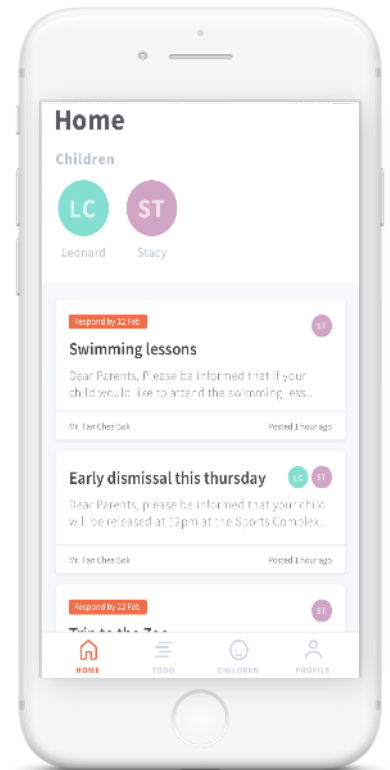 Home
Children
LC ST
Leonard Stacy
Respond by 12 Feb ST
Swimming lessons
Dear Parents, Please be informed that if your
child would like to attend the swimming less..
Mr. Tan Chee Bok Posted 1 hour ago
Early dismissal this thursday LC ST
Dear Parents, please be informed that your child
will be released at 12pm at the Sports Complex..
Mr. Tan Chee Bok Posted 1 hour ago
Respond by 22 Feb ST
Trip to the Zoo
HOME TODO CHILDREN PROFILE